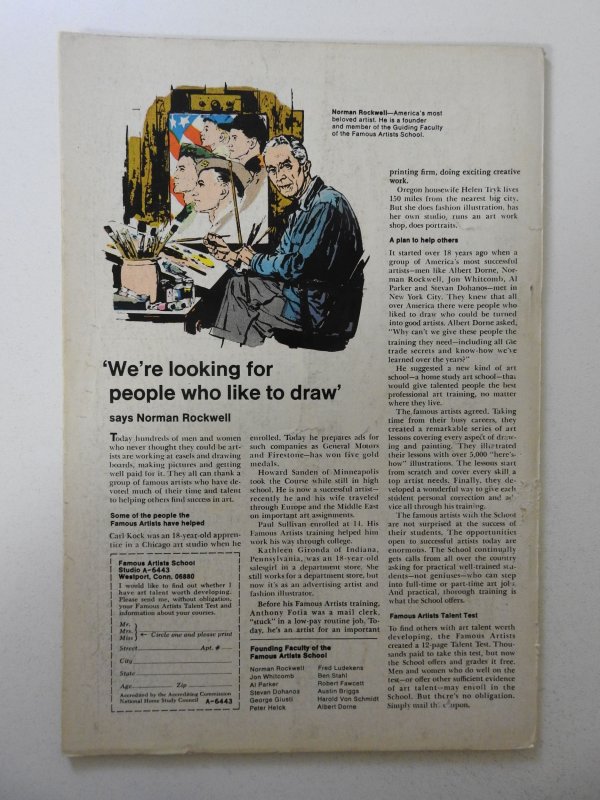 Norman Rockwell—America's most
beloved artist. He is a founder
and member of the Guiding Faculty
of the Famous Artists School.
'We're looking for
people who like to draw'
says Norman Rockwell
Today hundreds of men and women
who never thought they could be art-
ists are working at easels and drawing
boards, making pictures and getting
well paid for it. They all can thank a
group of famous artists who have de-
voted much of their time and talent
to helping others find success in art.
Some of the people the
Famous Artists have helped
Carl Kock was an 18-year-old appren-
tice in a Chicago art studio when he
enrolled. Today he prepares ads for
such companies as General Motors
and Firestone—has won five gold
medals.
Howard Sanden of Minneapolis
took the Course while still in high
school. He is now a successful artist—
recently he and his wife traveled
through Europe and the Middle East
on important art assignments.
Paul Sullivan enrolled at 14. His
Famous Artists training helped him
work his way through college.
Kathleen Gironda of Indiana,
Pennsylvania, was an 18-year-old
salesgirl in a department store. She
still works for a department store, but
now it's as an advertising artist and
fashion illustrator.
Before his Famous Artists training,
Anthony Fotia was a mail clerk,
"stuck" in a low-pay routine job. To-
day, he's an artist for an important
printing firm, doing exciting creative
work.
Oregon housewife Helen Tryk lives
150 miles from the nearest big city.
But she does fashion illustration, has
her own studio, runs an art work
shop, does portraits.
A plan to help others
It started over 18 years ago when a
group of America's most successful
artists—men like Albert Dorne, Nor-
man Rockwell, Jon Whitcomb, Al
Parker and Stevan Dohanos—met in
New York City. They knew that all
over America there were people who
liked to draw who could be turned
into good artists. Albert Dorne asked,
"Why can't we give these people the
training they need—including all the
trade secrets and know-how we've
learned over the years?"
He suggested a new kind of art
school—a home study art school—that
would give talented people the best
professional art training, no matter
where they live.
The famous artists agreed. Taking
time from their busy careers, they
created a remarkable series of art
lessons covering every aspect of draw-
ing and painting. They illustrated
their lessons with over 5,000 "here's-
how" illustrations. The lessons start
from scratch and cover every skill a
top artist needs. Finally, they de-
veloped a wonderful way to give each
student personal correction and ad-
vice all through his training.
The famous artists with the School
are not surprised at the success of
their students. The opportunities
open to successful artists today are
enormous. The School continually
gets calls from all over the country
asking for practical well-trained stu-
dents—not geniuses—who can step
into full-time or part-time art jobs.
And practical, thorough training is
what the School offers.
Famous Artists Talent Test
To find others with art talent worth
developing, the Famous Artists
created a 12-page Talent Test. Thou-
sands paid to take this test, but now
the School offers and grades it free.
Men and women who do well on the
test—or offer other sufficient evidence
of art talent—may enroll in the
School. But there's no obligation.
Simply mail the coupon.
Famous Artists School
Studio A-6443
Westport, Conn. 06880
I would like to find out whether I
have art talent worth developing.
Please send me, without obligation,
your Famous Artists Talent Test and
information about your courses.
Mr.
Mrs.
Miss
← Circle one and please print
Street Apt. #
City
State
Age Zip
Accredited by the Accrediting Commission
National Home Study Council A-6443
Founding Faculty of the
Famous Artists School
Norman Rockwell
Jon Whitcomb
Al Parker
Stevan Dohanos
George Giusti
Peter Helck
Fred Ludekens
Ben Stahl
Robert Fawcett
Austin Briggs
Harold Von Schmidt
Albert Dorne